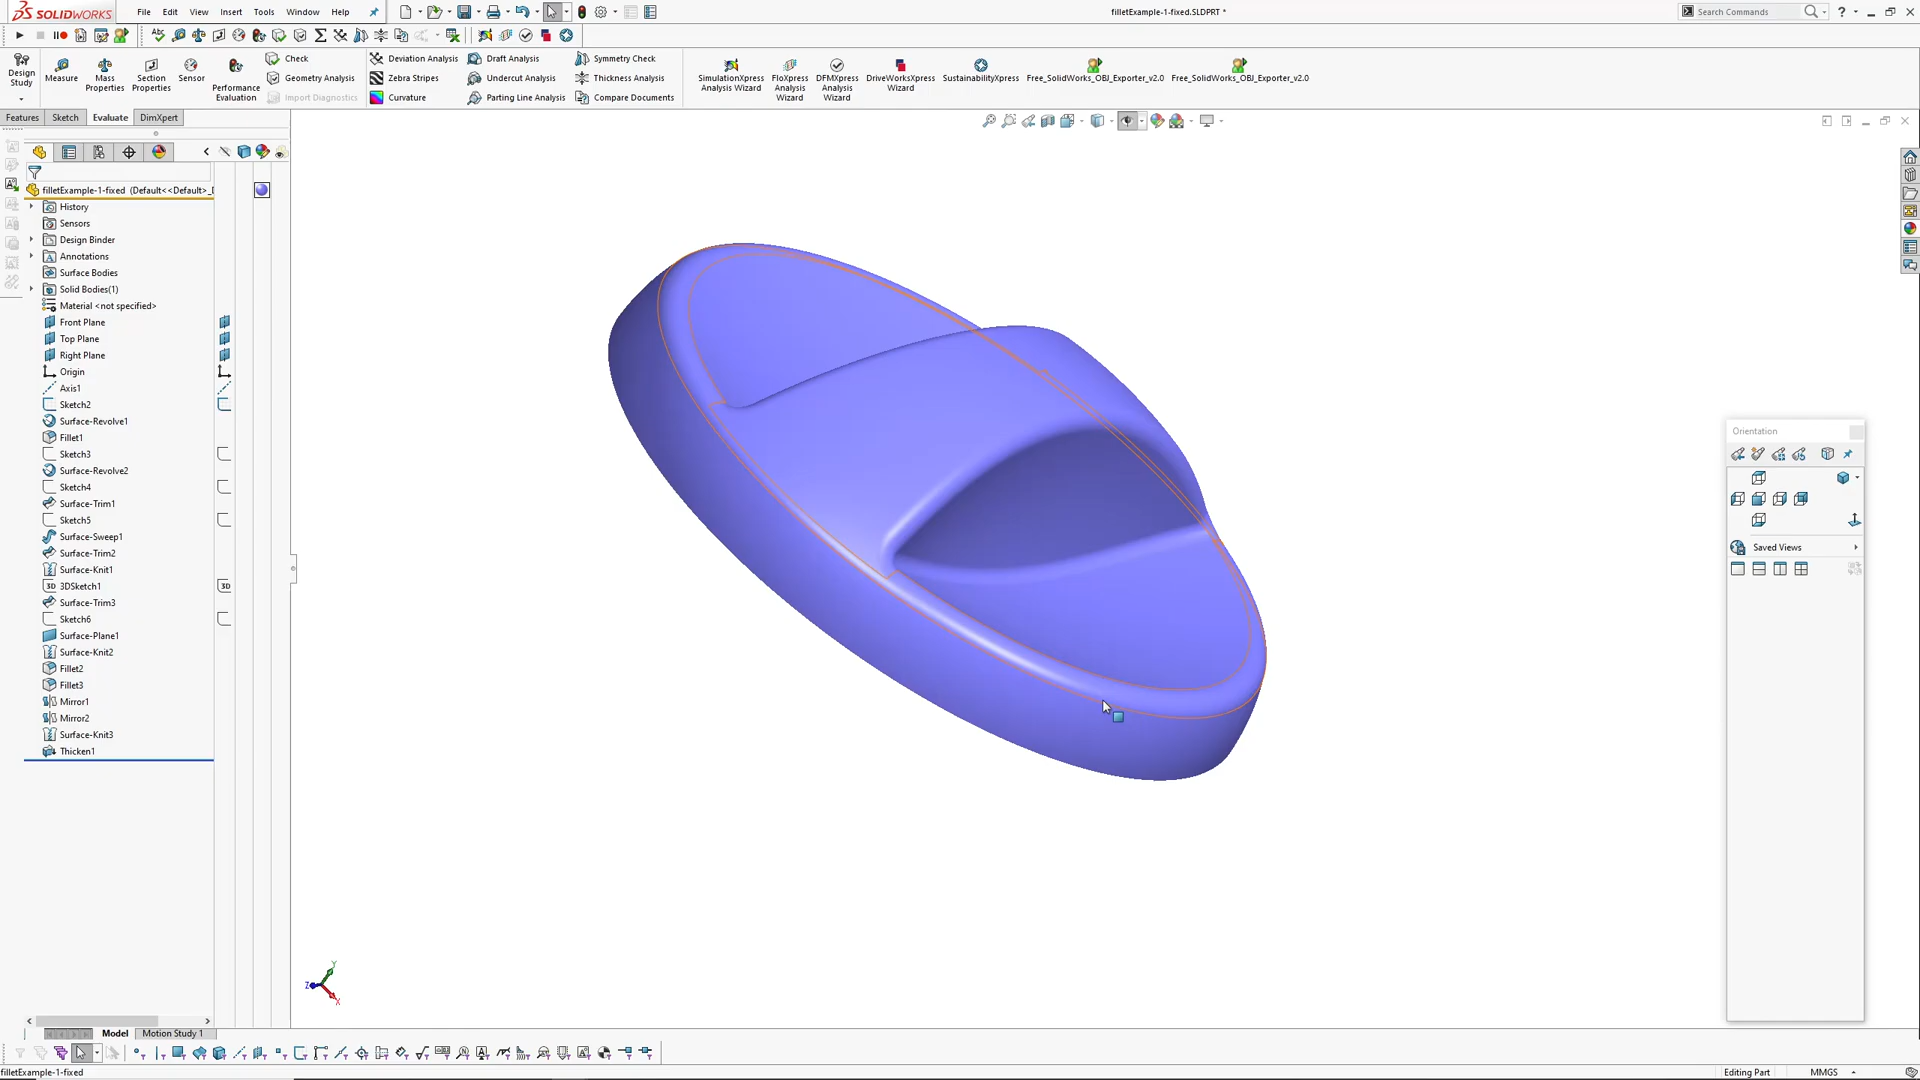 SOLIDWORKS File Edit View Insert Tools Window Help filletExample-1-fixed.SLDPRT * Search Commands
Design Study
Measure
Mass Properties
Section Properties
Sensor
Performance Evaluation
Check
Geometry Analysis
Import Diagnostics
Deviation Analysis
Zebra Stripes
Curvature
Draft Analysis
Undercut Analysis
Parting Line Analysis
Symmetry Check
Thickness Analysis
Compare Documents
SimulationXpress Analysis Wizard
FloXpress Analysis Wizard
DFMXpress Analysis Wizard
DriveWorksXpress Wizard
SustainabilityXpress
Free_SolidWorks_OBJ_Exporter_v2.0
Free_SolidWorks_OBJ_Exporter_v2.0
Features Sketch Evaluate DimXpert
filletExample-1-fixed (Default<<Default>_
History
Sensors
Design Binder
Annotations
Surface Bodies
Solid Bodies(1)
Material <not specified>
Front Plane
Top Plane
Right Plane
Origin
Axis1
Sketch2
Surface-Revolve1
Fillet1
Sketch3
Surface-Revolve2
Sketch4
Surface-Trim1
Sketch5
Surface-Sweep1
Surface-Trim2
Surface-Knit1
3D 3DSketch1 3D
Surface-Trim3
Sketch6
Surface-Plane1
Surface-Knit2
Fillet2
Fillet3
Mirror1
Mirror2
Surface-Knit3
Thicken1
Orientation
Saved Views
Y
Z
X
Model Motion Study 1
filletExample-1-fixed Editing Part MMGS